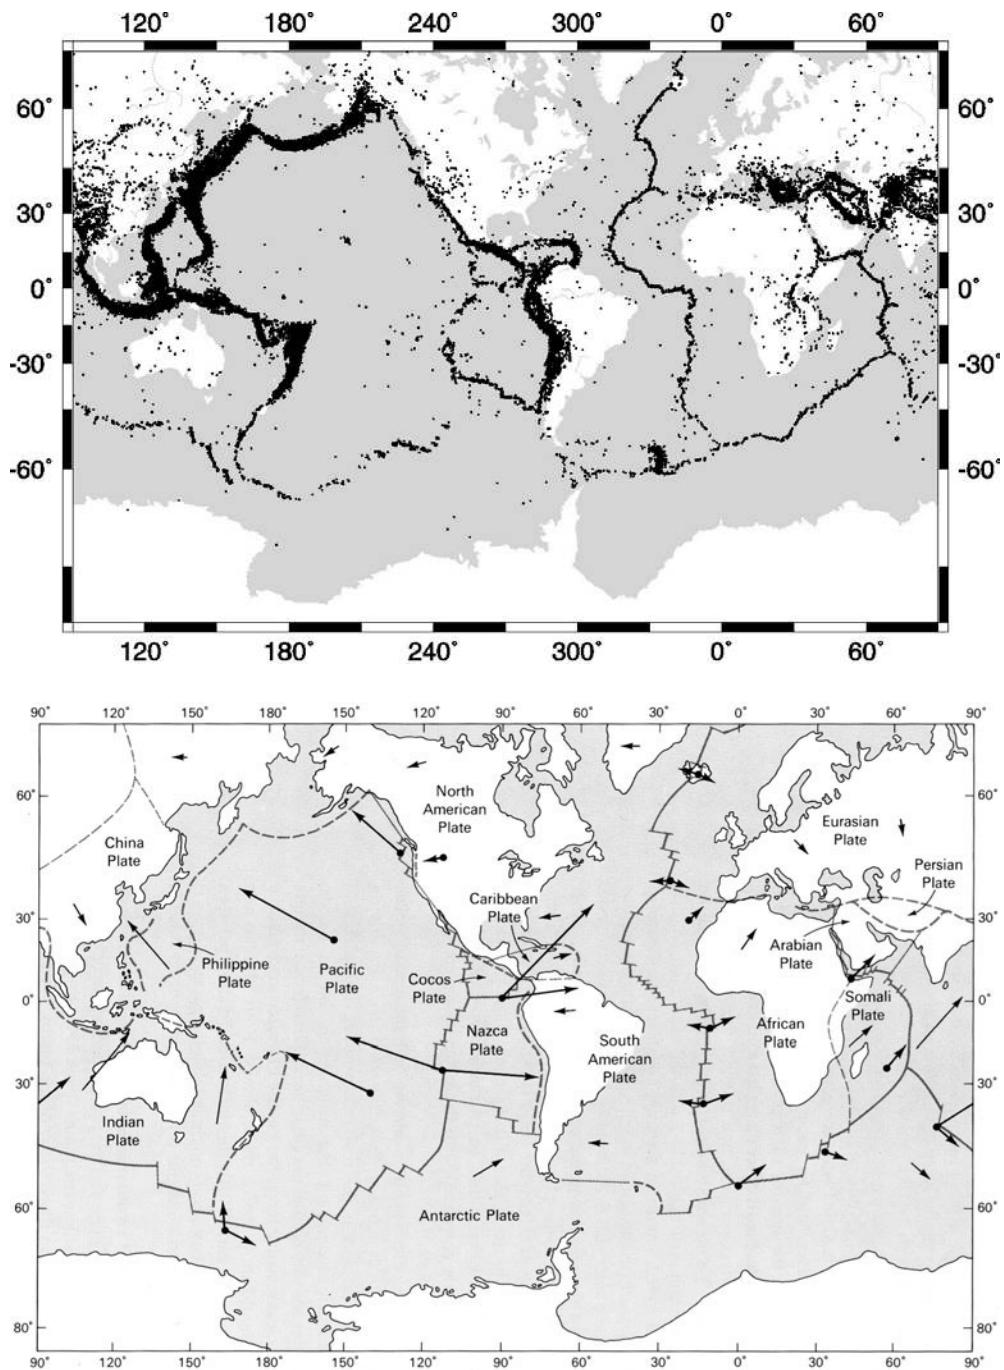 120° 180° 240° 300° 0° 60°
60° 60°
30° 30°
0° 0°
-30° -30°
-60° -60°
120° 180° 240° 300° 0° 60°
90° 120° 150° 180° 150° 120° 90° 60° 30° 0° 30° 60° 90°
60° 60°
30° 30°
0° 0°
30° 30°
60° 60°
80° 80°
China
Plate
North
American
Plate
Eurasian
Plate
Persian
Plate
Caribbean
Plate
Philippine
Plate
Pacific
Plate
Cocos
Plate
Arabian
Plate
Nazca
Plate
South
American
Plate
African
Plate
Somali
Plate
Indian
Plate
Antarctic Plate
90° 120° 150° 180° 150° 120° 90° 60° 30° 0° 30° 60° 90°